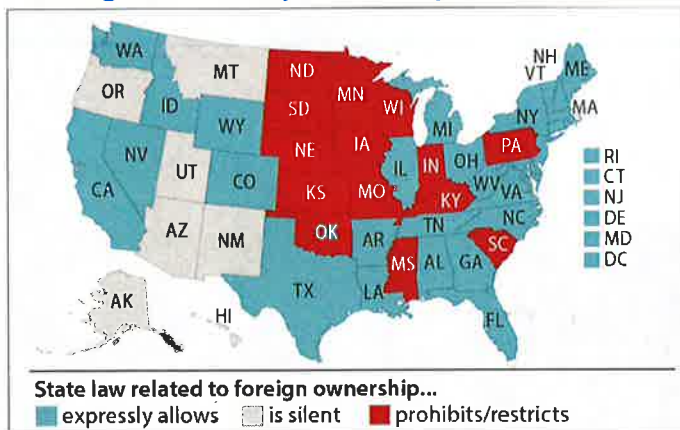 WA
MT
ND
MN
NH
VT
ME
OR
ID
SD
WI
MI
NY
MA
WY
NE
IA
PA
NV
UT
CO
IL
IN
OH
CA
KS
MO
WV
VA
KY
NC
AZ
NM
OK
AR
TN
SC
MS
AL
GA
TX
LA
FL
AK
HI
RI
CT
NJ
DE
MD
DC
State law related to foreign ownership...
expressly allows is silent prohibits/restricts